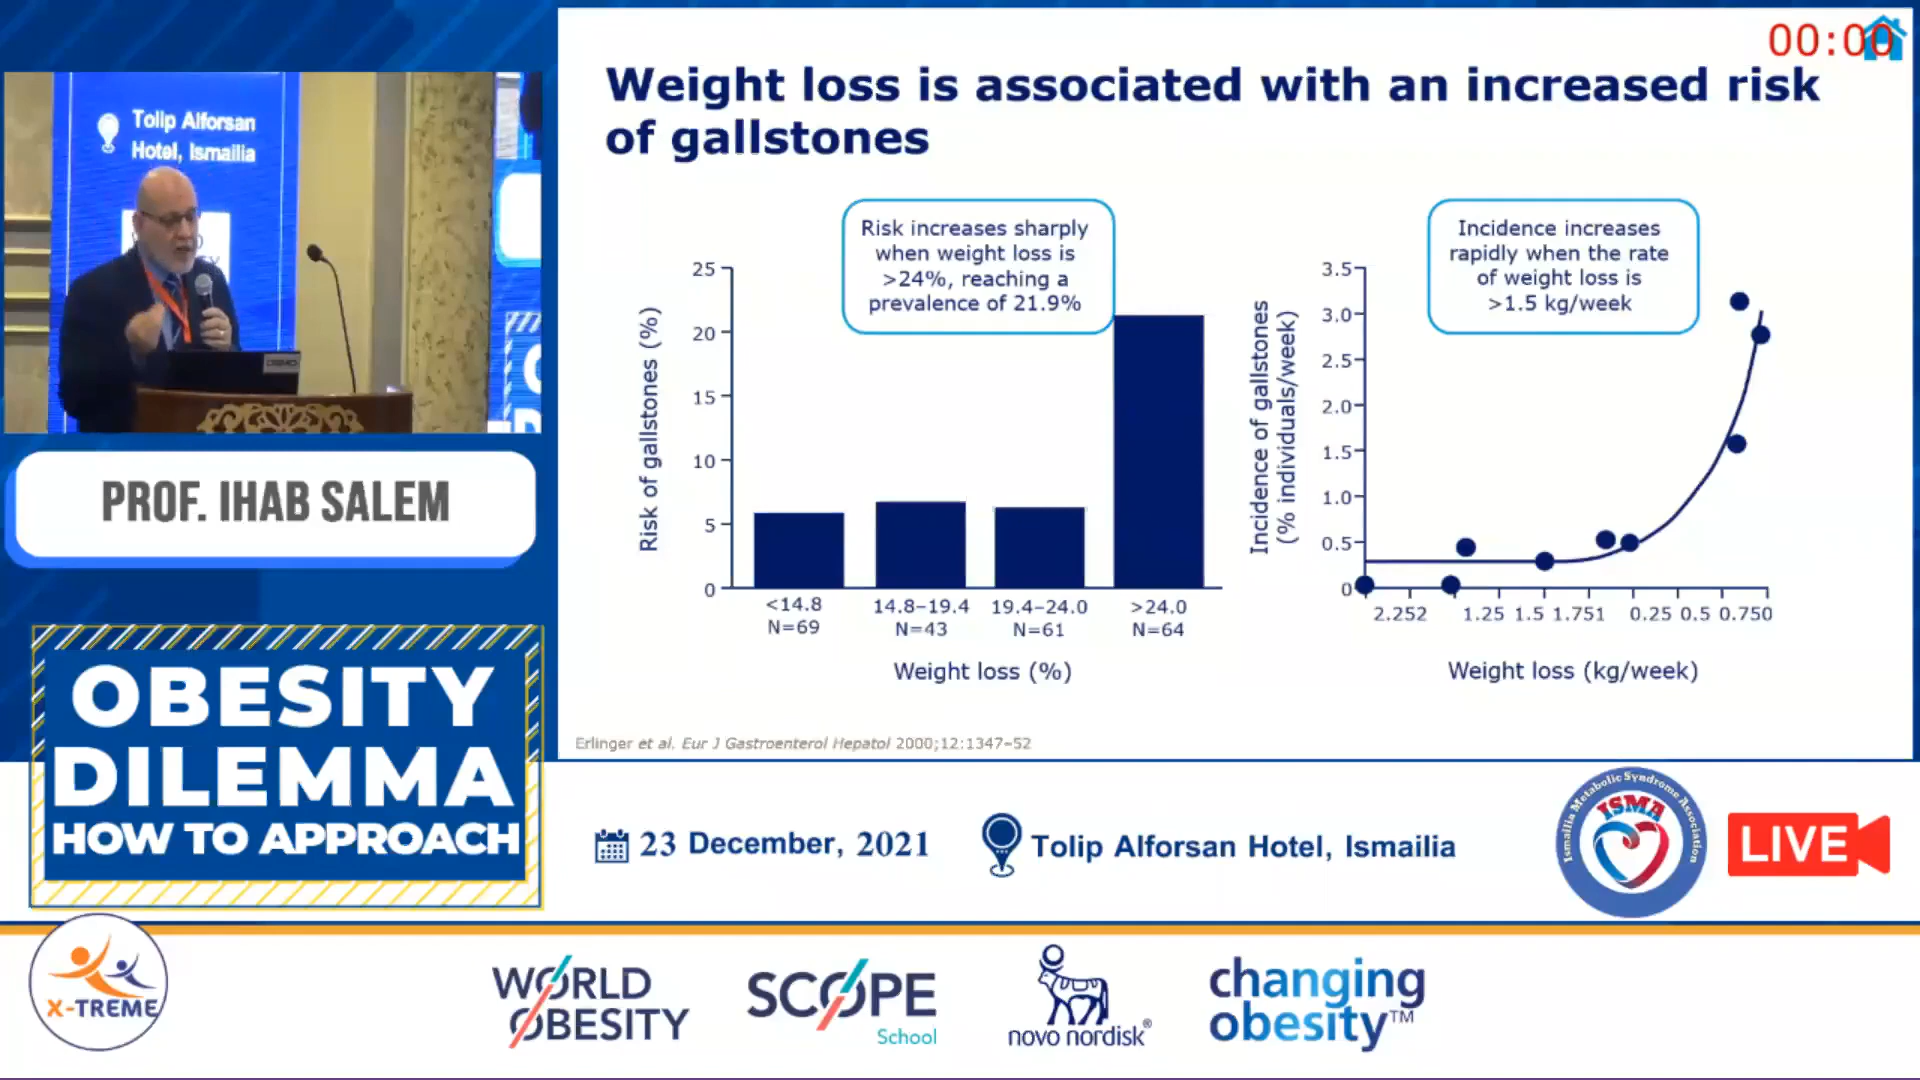 00:00
Weight loss is associated with an increased risk
of gallstones
Tolip Alforsan
Hotel, Ismailia
Risk increases sharply
when weight loss is
>24%, reaching a
prevalence of 21.9%
Risk of gallstones (%)
25
20
15
10
5
0
<14.8
N=69
14.8–19.4
N=43
19.4–24.0
N=61
>24.0
N=64
Weight loss (%)
Incidence increases
rapidly when the rate
of weight loss is
>1.5 kg/week
Incidence of gallstones
(% individuals/week)
3.5
3.0
2.5
2.0
1.5
1.0
0.5
0
2.252 1.25 1.5 1.751 0.25 0.5 0.750
Weight loss (kg/week)
Erlinger et al. Eur J Gastroenterol Hepatol 2000;12:1347–52
PROF. IHAB SALEM
OBESITY
DILEMMA
HOW TO APPROACH
23 December, 2021
Tolip Alforsan Hotel, Ismailia
Ismailia Metabolic Syndrome Association
ISMA
LIVE
X-TREME
WORLD
OBESITY
SCOPE
School
novo nordisk®
changing
obesity™